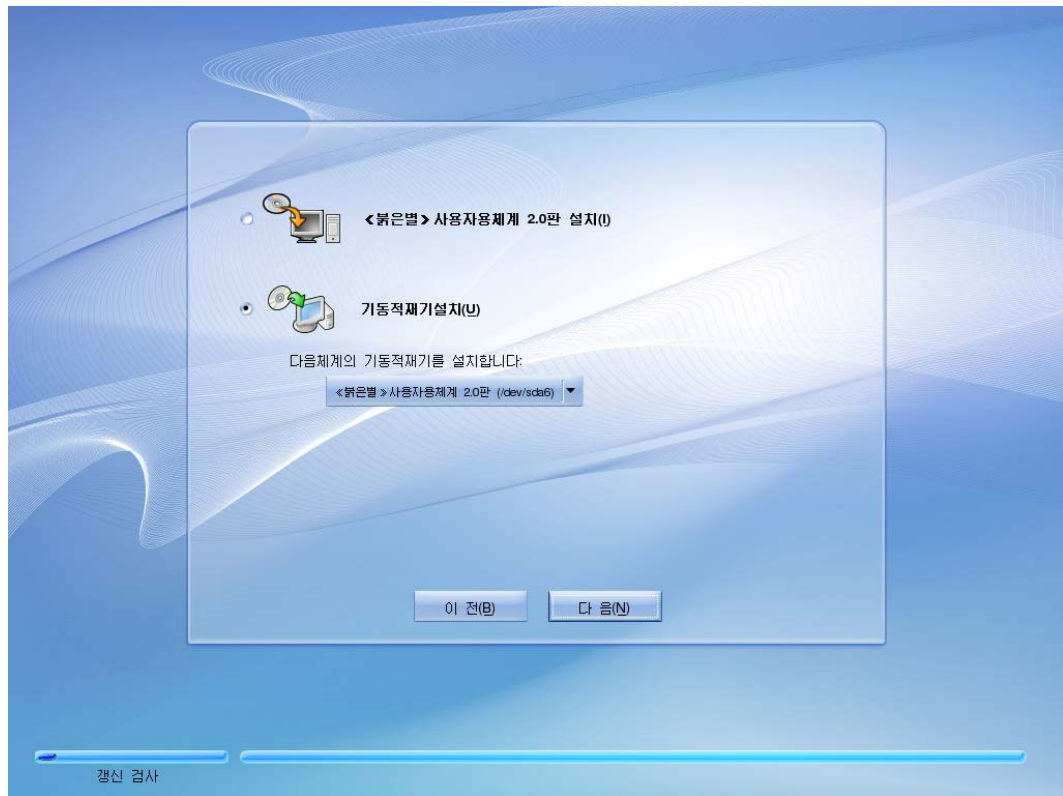 ≪붉은별≫사용자용체계 2.0판 설치(I)
기동적재기설치(U)
다음체계의 기동적재기를 설치합니다:
≪붉은별≫사용자용체계 2.0판 (/dev/sda6)
이 전(B)
다 음(N)
갱신 검사